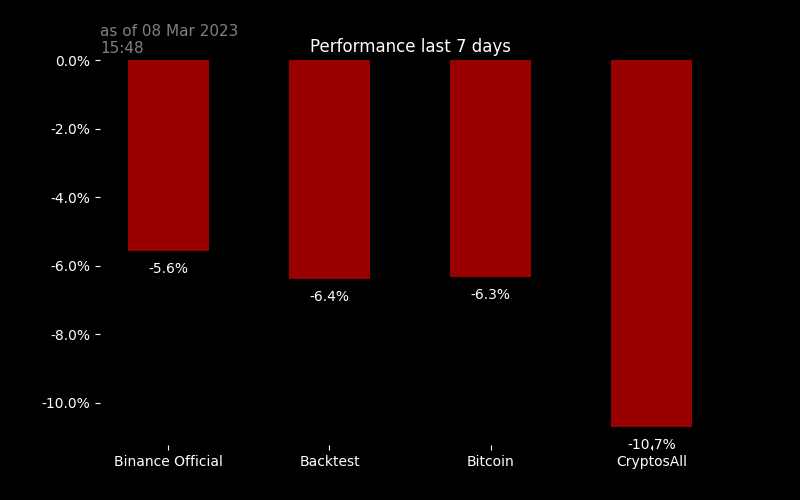 as of 08 Mar 2023
15:48
Performance last 7 days
0.0%
-2.0%
-4.0%
-6.0%
-8.0%
-10.0%
-5.6%
-6.4%
-6.3%
-10.7%
Binance Official
Backtest
Bitcoin
CryptosAll